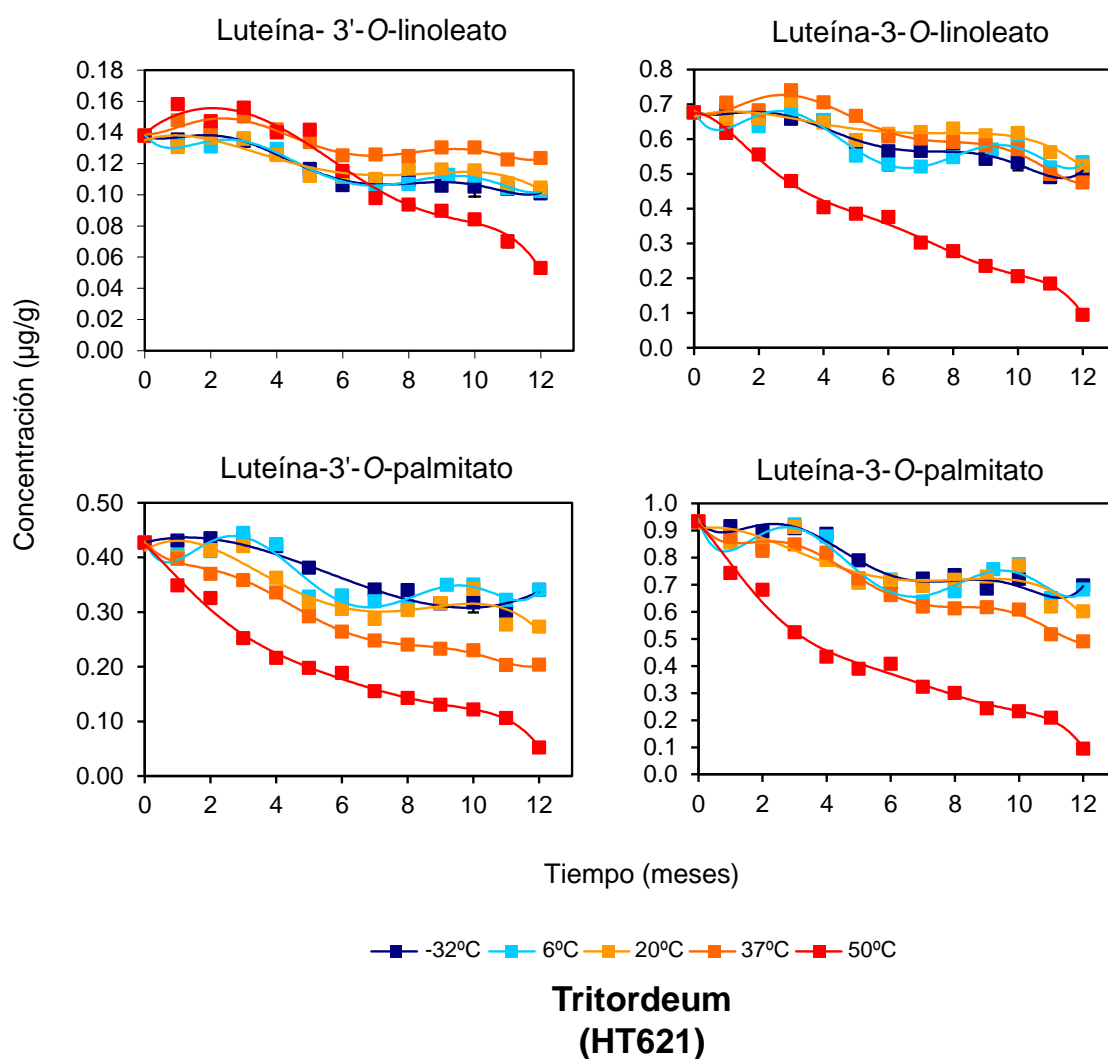 Luteína- 3'-O-linoleato
Luteína-3-O-linoleato
0.18
0.16
0.14
0.12
0.10
0.08
0.06
0.04
0.02
0.00
0 2 4 6 8 10 12
0.8
0.7
0.6
0.5
0.4
0.3
0.2
0.1
0.0
0 2 4 6 8 10 12
Concentración (µg/g)
Luteína-3'-O-palmitato
Luteína-3-O-palmitato
0.50
0.40
0.30
0.20
0.10
0.00
0 2 4 6 8 10 12
1.0
0.9
0.8
0.7
0.6
0.5
0.4
0.3
0.2
0.1
0.0
0 2 4 6 8 10 12
Tiempo (meses)
-32ºC 6ºC 20ºC 37ºC 50ºC
Tritordeum
(HT621)